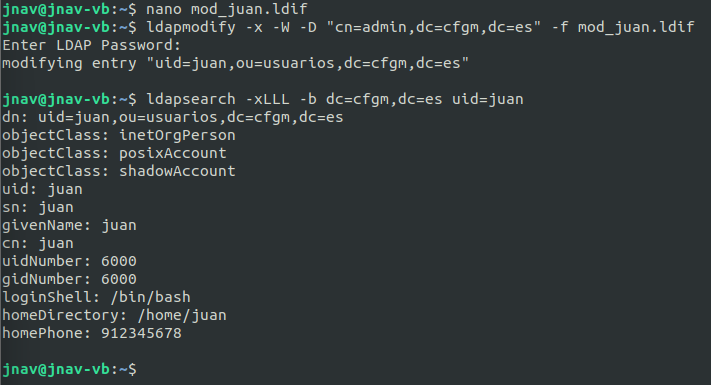 jnav@jnav-vb:~$ nano mod_juan.ldif
jnav@jnav-vb:~$ ldapmodify -x -W -D "cn=admin,dc=cfgm,dc=es" -f mod_juan.ldif
Enter LDAP Password:
modifying entry "uid=juan,ou=usuarios,dc=cfgm,dc=es"
jnav@jnav-vb:~$ ldapsearch -xLLL -b dc=cfgm,dc=es uid=juan
dn: uid=juan,ou=usuarios,dc=cfgm,dc=es
objectClass: inetOrgPerson
objectClass: posixAccount
objectClass: shadowAccount
uid: juan
sn: juan
givenName: juan
cn: juan
uidNumber: 6000
gidNumber: 6000
loginShell: /bin/bash
homeDirectory: /home/juan
homePhone: 912345678
jnav@jnav-vb:~$